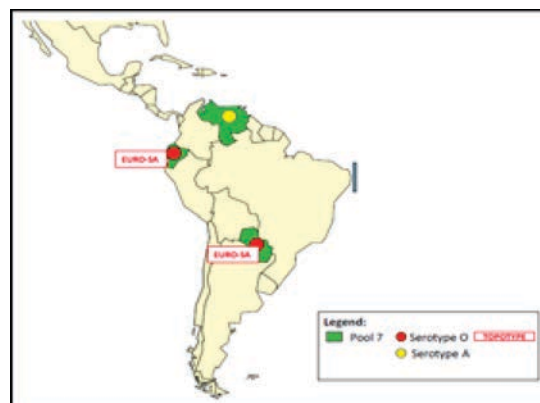 EURO-SA
EURO-SA
Legend:
Pool 7
Serotype O
TOPOTYPE
Serotype A